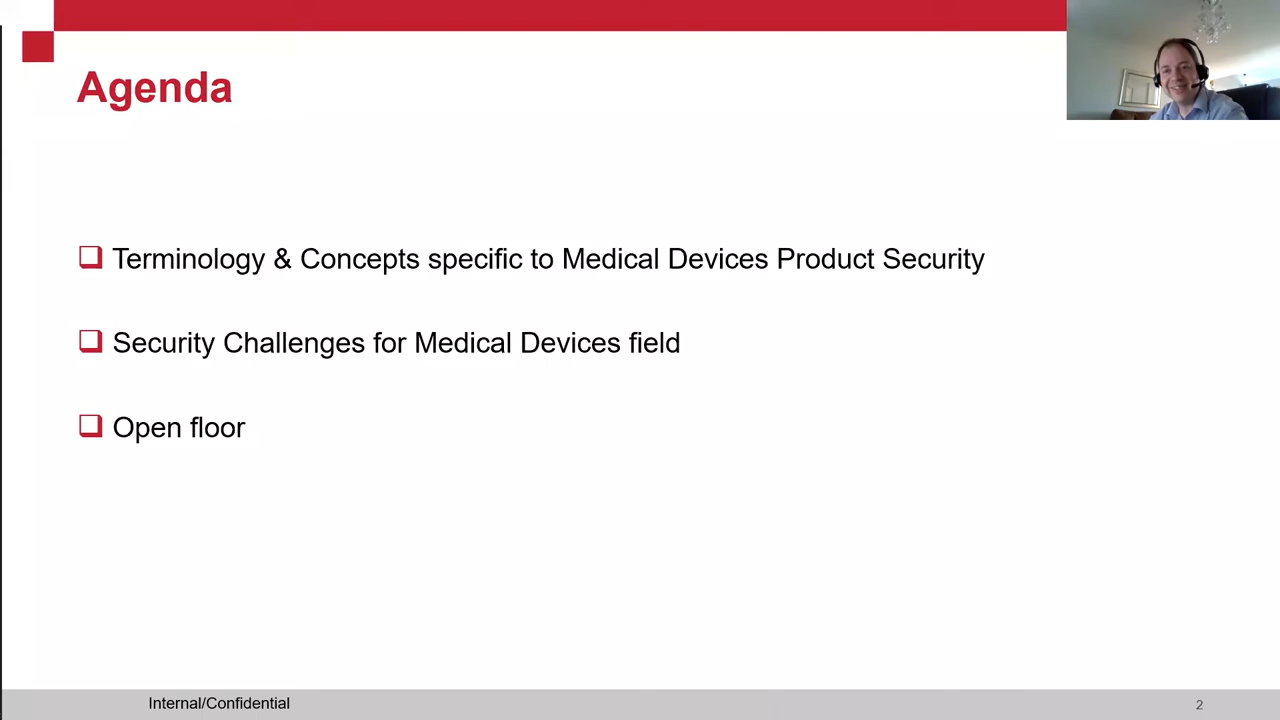 Agenda
Terminology & Concepts specific to Medical Devices Product Security
Security Challenges for Medical Devices field
Open floor
Internal/Confidential
2